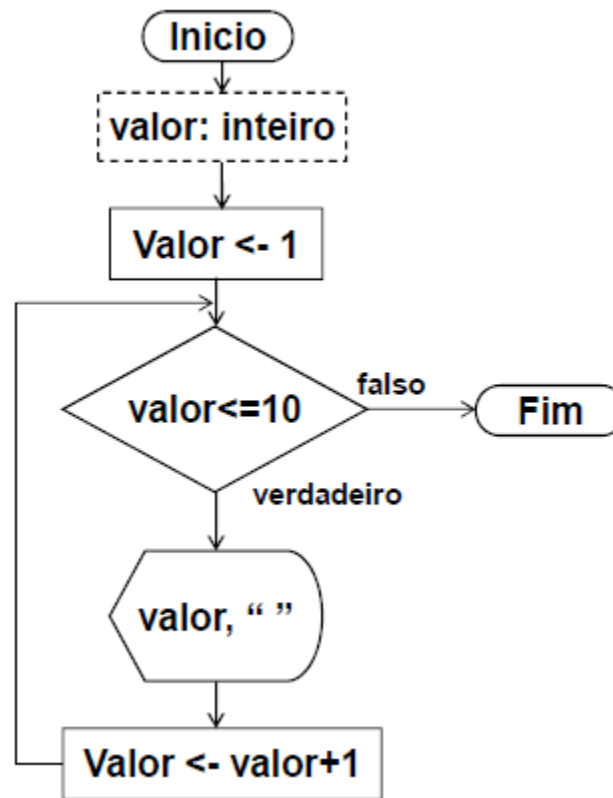 Inicio
valor: inteiro
Valor <- 1
valor<=10
falso
Fim
verdadeiro
valor, “ ”
Valor <- valor+1